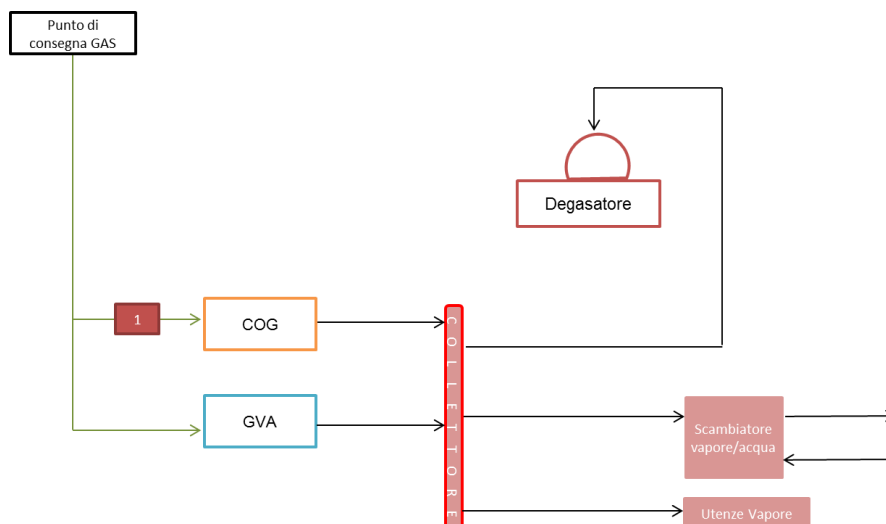 Punto di
consegna GAS
Degasatore
1
COG
COLLETTORE
GVA
Scambiatore
vapore/acqua
Utenze Vapore